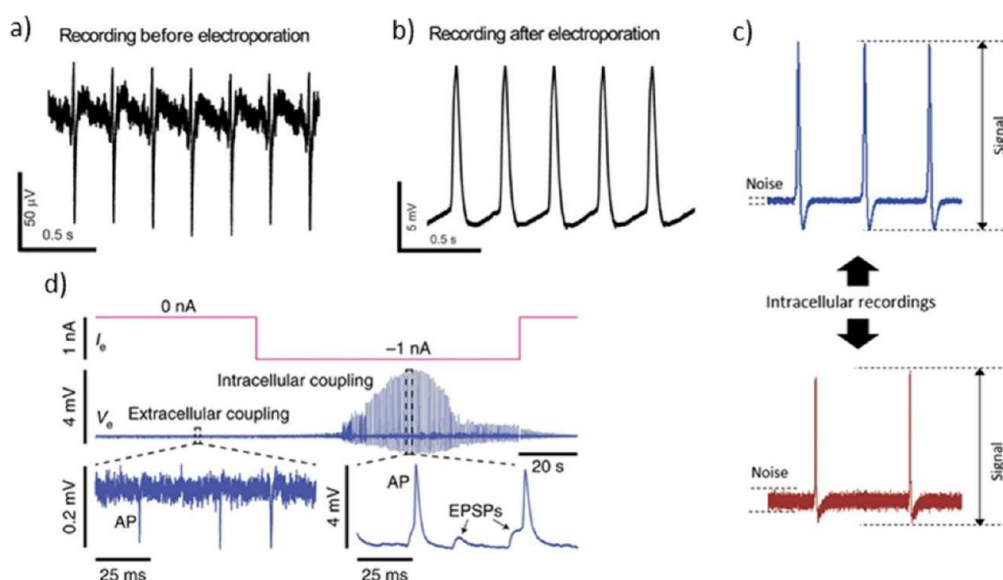 a)
Recording before electroporation
50 µV
0.5 s
b)
Recording after electroporation
5 mV
0.5 s
c)
Noise
Signal
Intracellular recordings
Noise
Signal
d)
0 nA
1 nA
Ie
−1 nA
Intracellular coupling
4 mV
Ve
Extracellular coupling
20 s
0.2 mV
AP
25 ms
4 mV
AP
EPSPs
25 ms